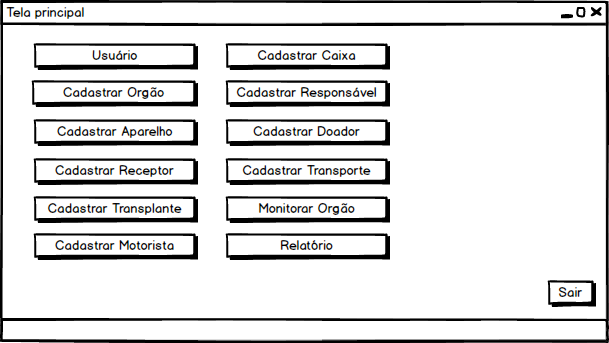 Tela principal
Usuário
Cadastrar Caixa
Cadastrar Orgão
Cadastrar Responsável
Cadastrar Aparelho
Cadastrar Doador
Cadastrar Receptor
Cadastrar Transporte
Cadastrar Transplante
Monitorar Orgão
Cadastrar Motorista
Relatório
Sair